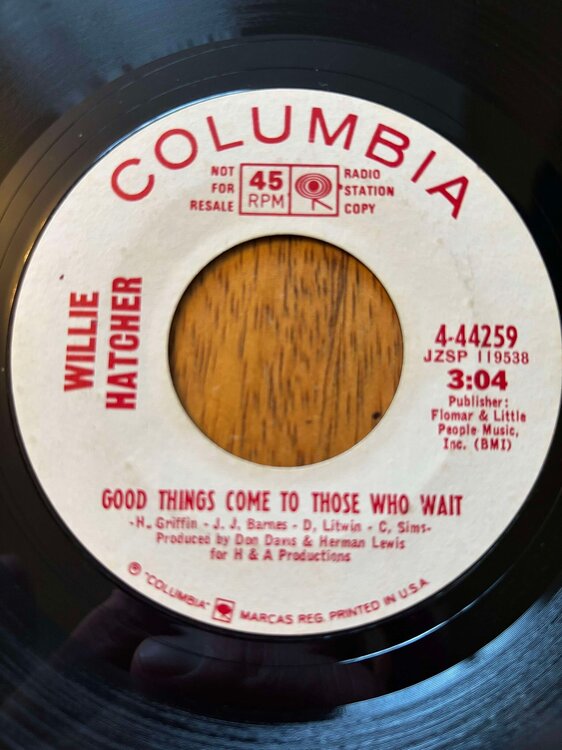 COLUMBIA
NOT
FOR
RESALE
45
RPM
RADIO
STATION
COPY
WILLIE
HATCHER
4-44259
JZSP 119538
3:04
Publisher:
Flomar & Little
People Music,
Inc. (BMI)
GOOD THINGS COME TO THOSE WHO WAIT
-H. Griffin - J. J. Barnes - D. Litwin - C. Sims-
Produced by Don Davis & Herman Lewis
for H & A Productions
℗ "COLUMBIA" MARCAS REG. PRINTED IN U.S.A.